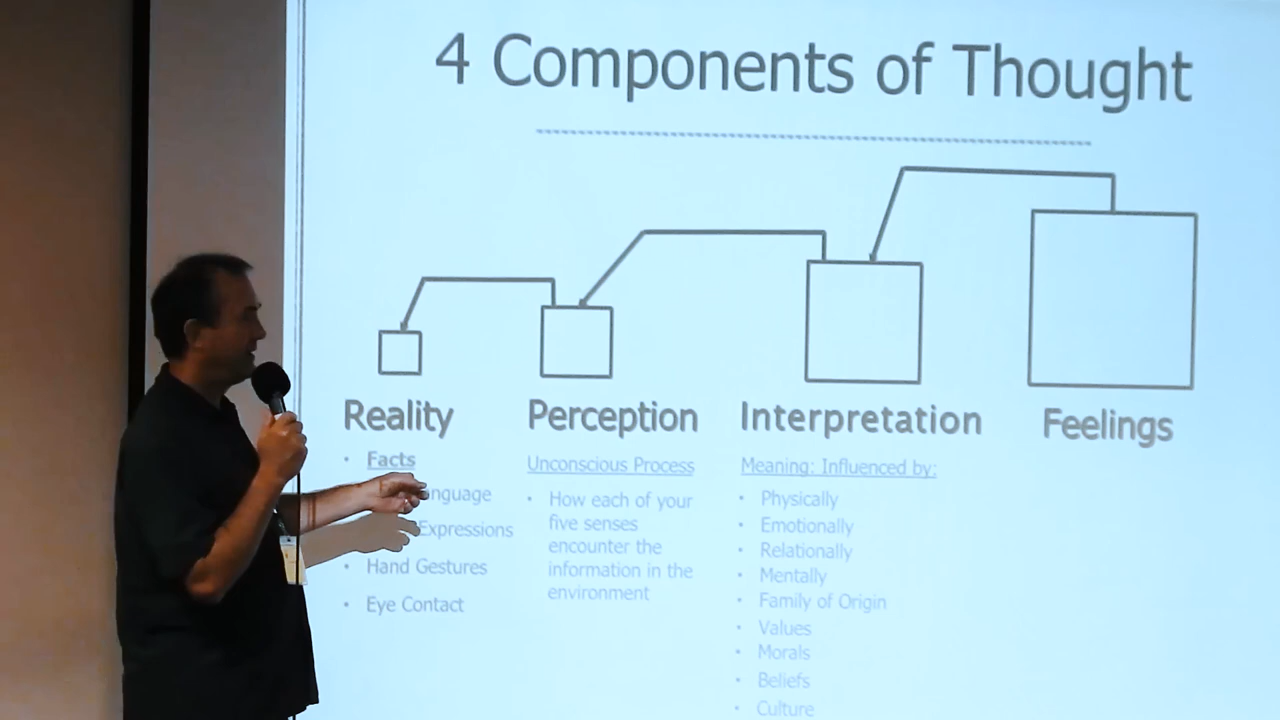 4 Components of Thought
Reality
Facts
nguage
Expressions
Hand Gestures
Eye Contact
Perception
Unconscious Process
How each of your
five senses
encounter the
information in the
environment
Interpretation
Meaning: Influenced by:
Physically
Emotionally
Relationally
Mentally
Family of Origin
Values
Morals
Beliefs
Culture
Feelings